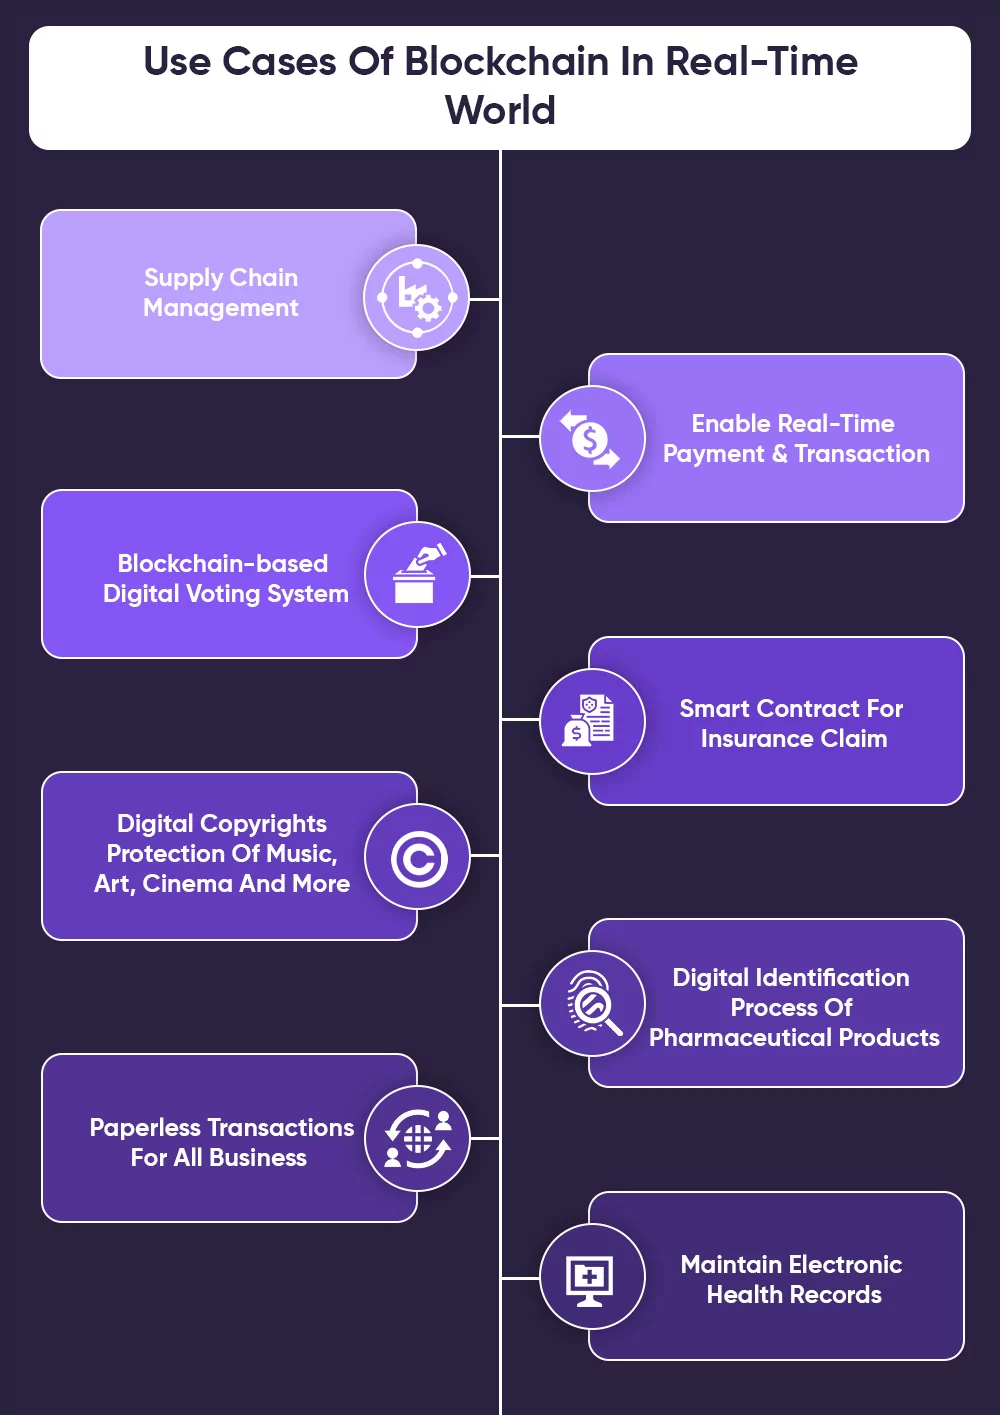 Use Cases Of Blockchain In Real-Time
World
Supply Chain
Management
Enable Real-Time
Payment & Transaction
Blockchain-based
Digital Voting System
Smart Contract For
Insurance Claim
Digital Copyrights
Protection Of Music,
Art, Cinema And More
Digital Identification
Process Of
Pharmaceutical Products
Paperless Transactions
For All Business
Maintain Electronic
Health Records